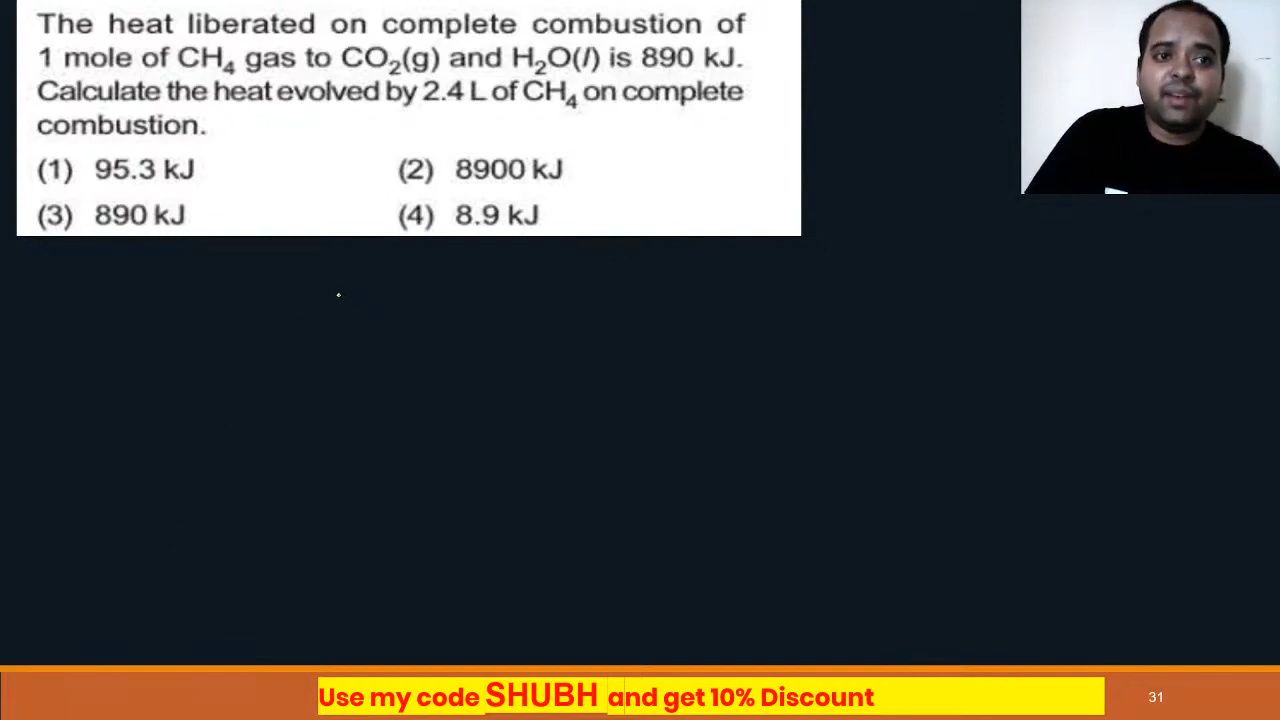 The heat liberated on complete combustion of
1 mole of CH₄ gas to CO₂(g) and H₂O(l) is 890 kJ.
Calculate the heat evolved by 2.4 L of CH₄ on complete
combustion.
(1) 95.3 kJ (2) 8900 kJ
(3) 890 kJ (4) 8.9 kJ
Use my code SHUBH and get 10% Discount
31